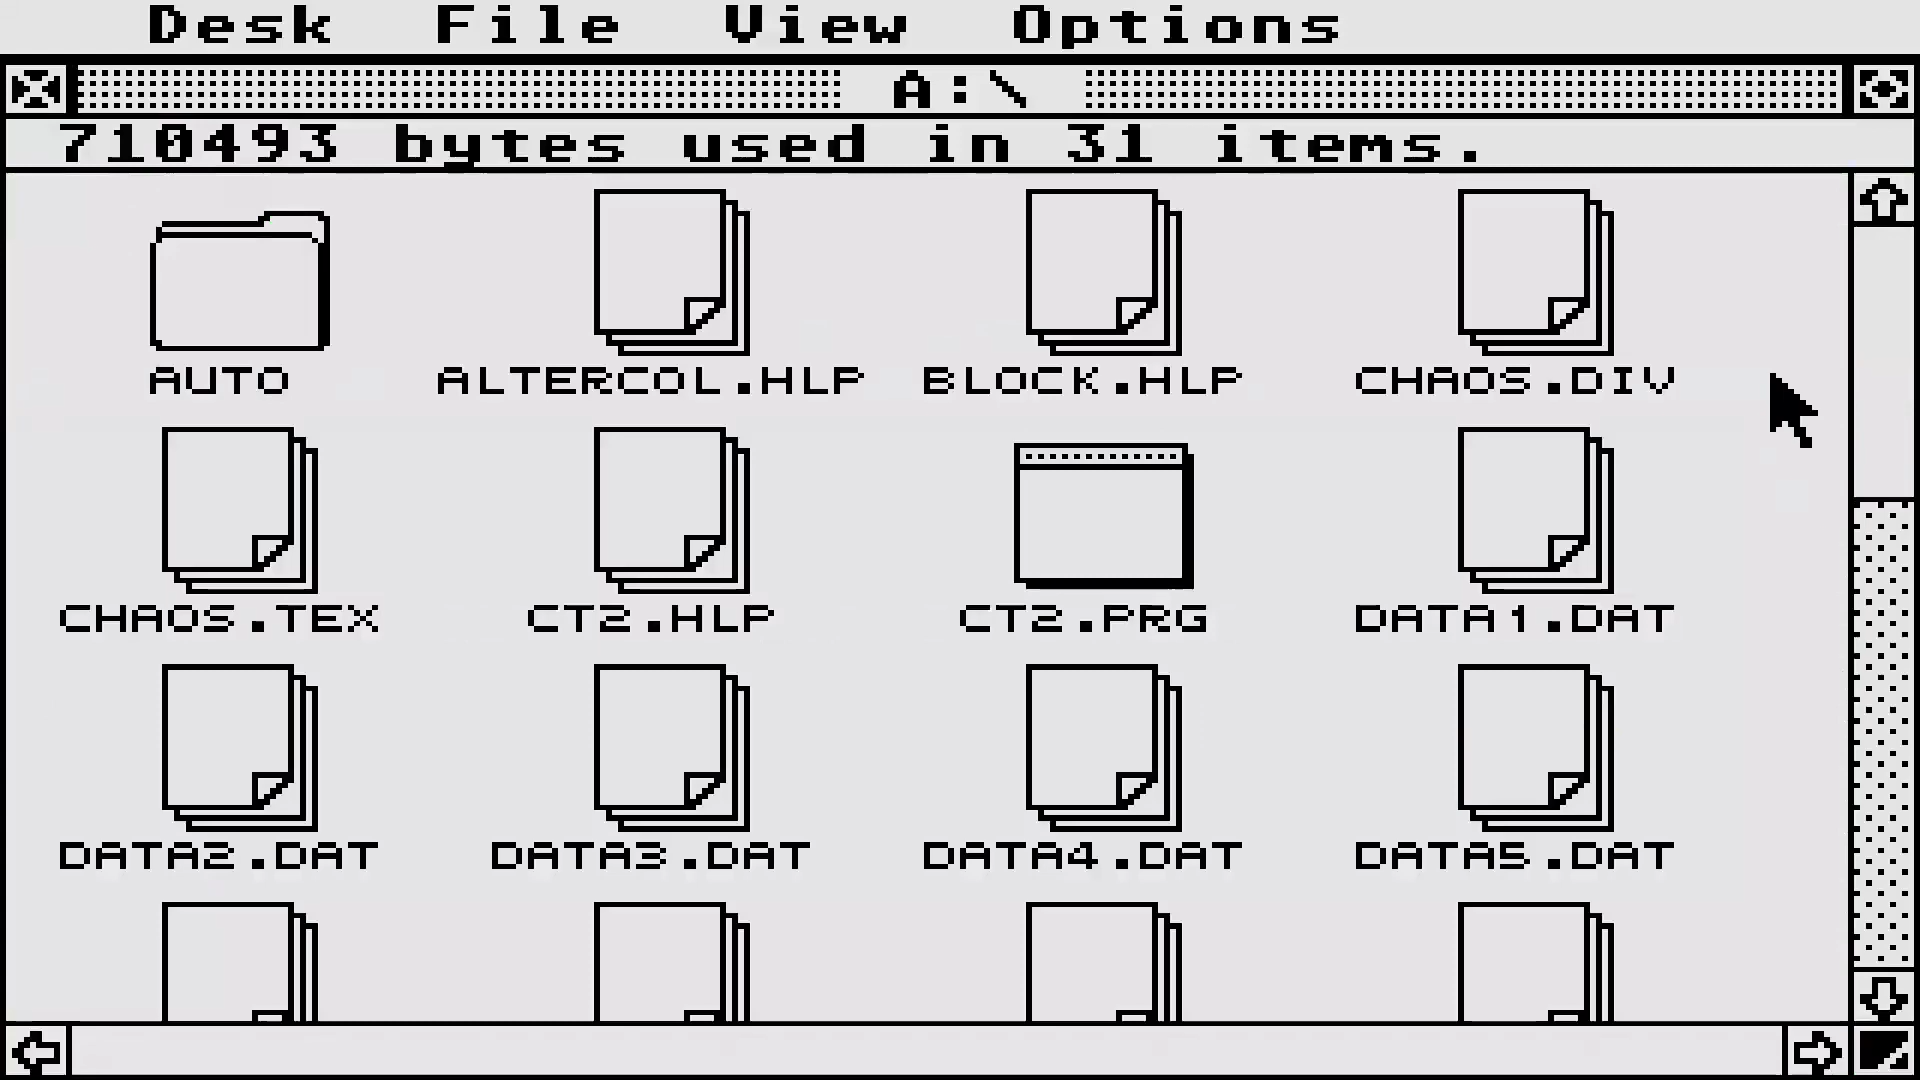 Desk File View Options
A:\
710493 bytes used in 31 items.
AUTO ALTERCOL.HLP BLOCK.HLP CHAOS.DIV
CHAOS.TEX CT2.HLP CT2.PRG DATA1.DAT
DATA2.DAT DATA3.DAT DATA4.DAT DATA5.DAT